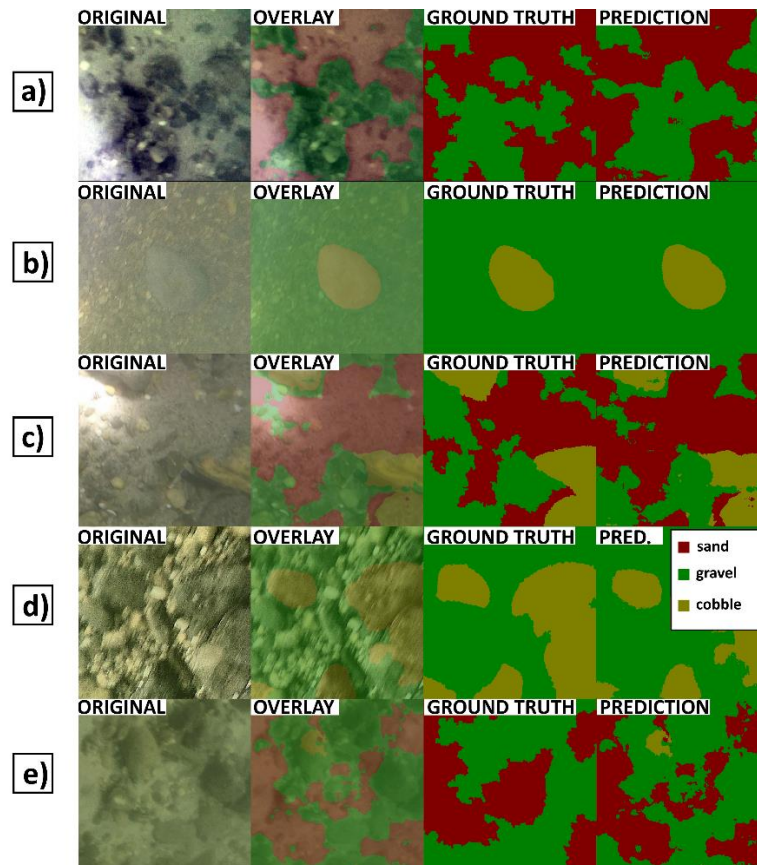 ORIGINAL OVERLAY GROUND TRUTH PREDICTION
a)
ORIGINAL OVERLAY GROUND TRUTH PREDICTION
b)
ORIGINAL OVERLAY GROUND TRUTH PREDICTION
c)
ORIGINAL OVERLAY GROUND TRUTH PRED.
sand
gravel
d)
cobble
ORIGINAL OVERLAY GROUND TRUTH PREDICTION
e)